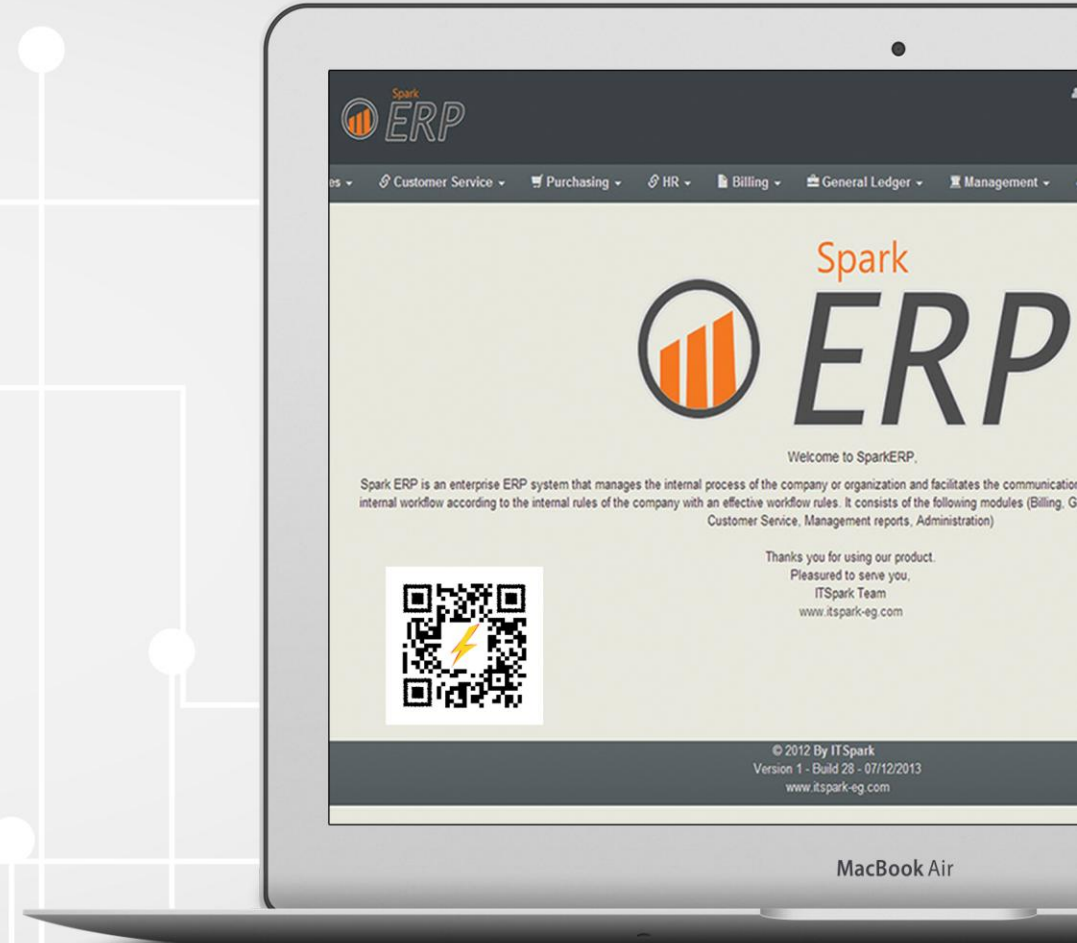 Spark
ERP
es
Customer Service
Purchasing
HR
Billing
General Ledger
Management
Spark
ERP
Welcome to SparkERP,
Spark ERP is an enterprise ERP system that manages the internal process of the company or organization and facilitates the communication
internal workflow according to the internal rules of the company with an effective workflow rules. It consists of the following modules (Billing, G
Customer Service, Management reports, Administration)
Thanks you for using our product.
Pleasured to serve you,
ITSpark Team
www.itspark-eg.com
© 2012 By ITSpark
Version 1 - Build 28 - 07/12/2013
www.itspark-eg.com
MacBook Air